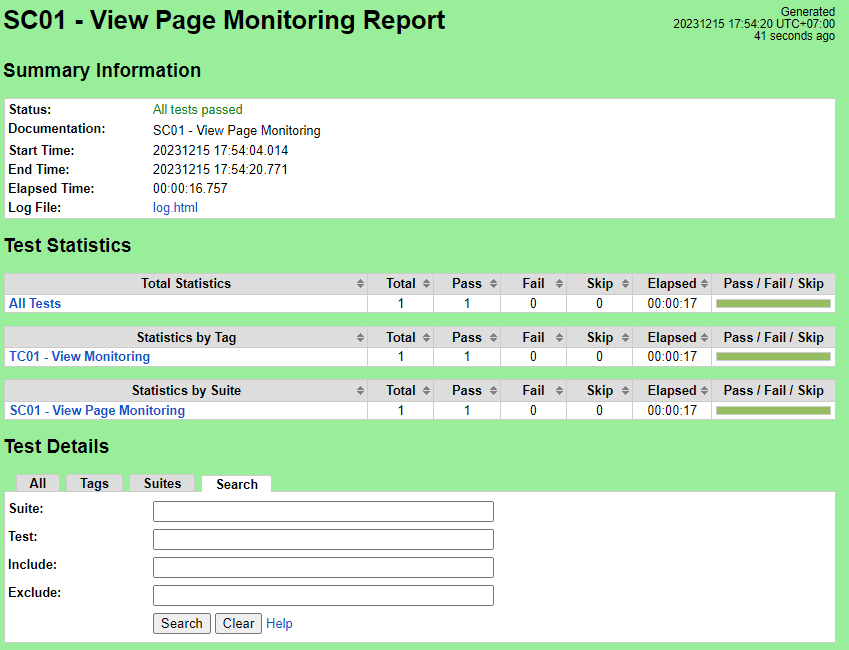 SC01 - View Page Monitoring Report
Generated
20231215 17:54:20 UTC+07:00
41 seconds ago
Summary Information
Status: All tests passed
Documentation: SC01 - View Page Monitoring
Start Time: 20231215 17:54:04.014
End Time: 20231215 17:54:20.771
Elapsed Time: 00:00:16.757
Log File: log.html
Test Statistics
Total Statistics Total Pass Fail Skip Elapsed Pass / Fail / Skip
All Tests 1 1 0 0 00:00:17
Statistics by Tag Total Pass Fail Skip Elapsed Pass / Fail / Skip
TC01 - View Monitoring 1 1 0 0 00:00:17
Statistics by Suite Total Pass Fail Skip Elapsed Pass / Fail / Skip
SC01 - View Page Monitoring 1 1 0 0 00:00:17
Test Details
All Tags Suites Search
Suite:
Test:
Include:
Exclude:
Search Clear Help